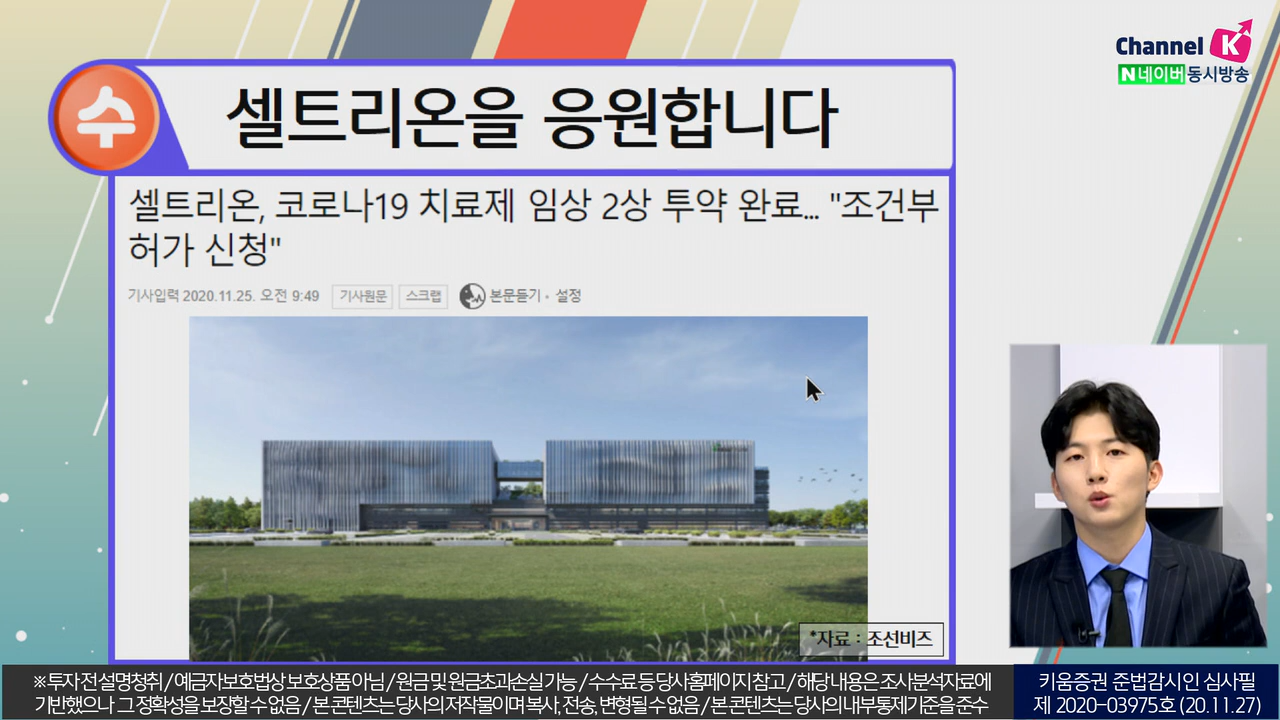 Channel K
N 네이버 동시방송
수
셀트리온을 응원합니다
셀트리온, 코로나19 치료제 임상 2상 투약 완료... "조건부
허가 신청"
기사입력 2020.11.25. 오전 9:49 기사원문 스크랩 본문듣기 · 설정
*자료 : 조선비즈
※ 투자 전 설명청취 / 예금자보호법상 보호상품 아님 / 원금 및 원금초과손실 가능 / 수수료 등 당사홈페이지 참고 / 해당 내용은 조사분석자료에
기반했으나 그 정확성을 보장할 수 없음 / 본 콘텐츠는 당사의 저작물이며 복사, 전송, 변형될 수 없음 / 본 콘텐츠는 당사의 내부통제기준을 준수
키움증권 준법감시인 심사필
제 2020-03975호 (20.11.27)